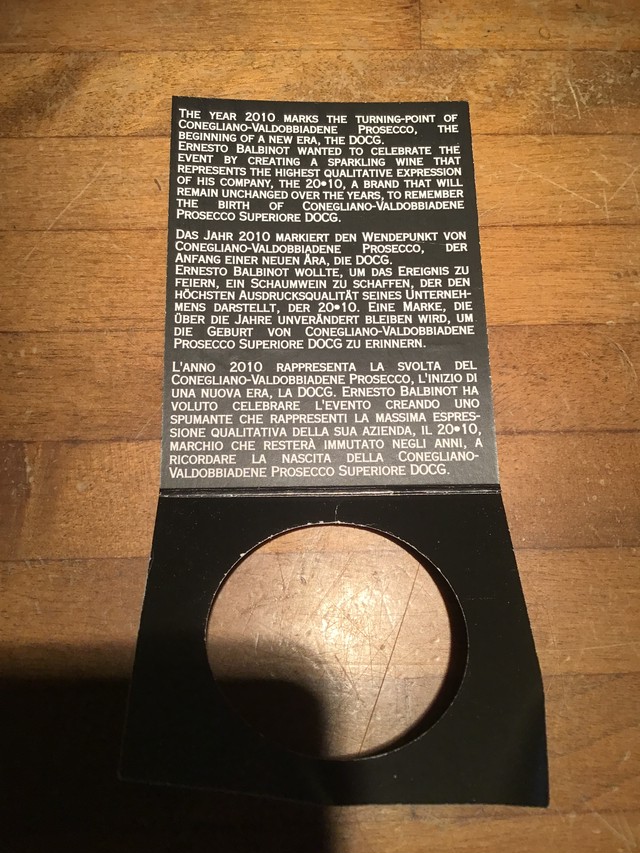 The year 2010 marks the turning-point of
Conegliano-Valdobbiadene Prosecco, the
beginning of a new era, the DOCG.
Ernesto Balbinot wanted to celebrate the
event by creating a sparkling wine that
represents the highest qualitative expression
of his company, the 20•10, a brand that will
remain unchanged over the years, to remember
the birth of Conegliano-Valdobbiadene
Prosecco Superiore DOCG.
Das Jahr 2010 markiert den Wendepunkt von
Conegliano-Valdobbiadene Prosecco, der
Anfang einer neuen Ära, die DOCG.
Ernesto Balbinot wollte, um das Ereignis zu
feiern, ein Schaumwein zu schaffen, der den
höchsten Ausdrucksqualität seines Unterneh-
mens darstellt, der 20•10. Eine Marke, die
über die Jahre unverändert bleiben wird, um
die Geburt von Conegliano-Valdobbiadene
Prosecco Superiore DOCG zu erinnern.
L'anno 2010 rappresenta la svolta del
Conegliano-Valdobbiadene Prosecco, l'inizio di
una nuova era, la DOCG. Ernesto Balbinot ha
voluto celebrare l'evento creando uno
spumante che rappresenti la massima espres-
sione qualitativa della sua azienda, il 20•10,
marchio che resterà immutato negli anni, a
ricordare la nascita della Conegliano-
Valdobbiadene Prosecco Superiore DOCG.